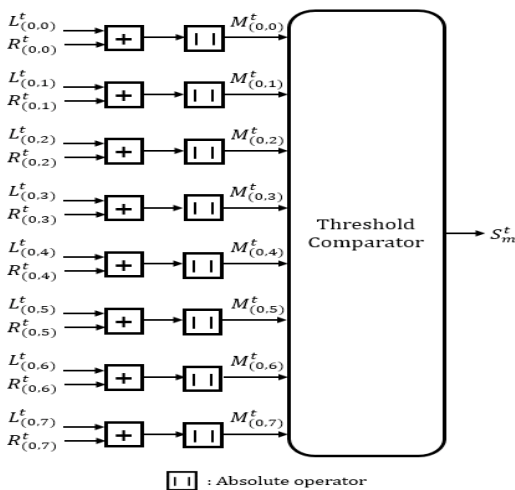 L^t_(0,0) + | | M^t_(0,0)
R^t_(0,0)
L^t_(0,1) + | | M^t_(0,1)
R^t_(0,1)
L^t_(0,2) + | | M^t_(0,2)
R^t_(0,2)
L^t_(0,3) + | | M^t_(0,3)
R^t_(0,3)
Threshold
Comparator
S^t_m
L^t_(0,4) + | | M^t_(0,4)
R^t_(0,4)
L^t_(0,5) + | | M^t_(0,5)
R^t_(0,5)
L^t_(0,6) + | | M^t_(0,6)
R^t_(0,6)
L^t_(0,7) + | | M^t_(0,7)
R^t_(0,7)
| | : Absolute operator